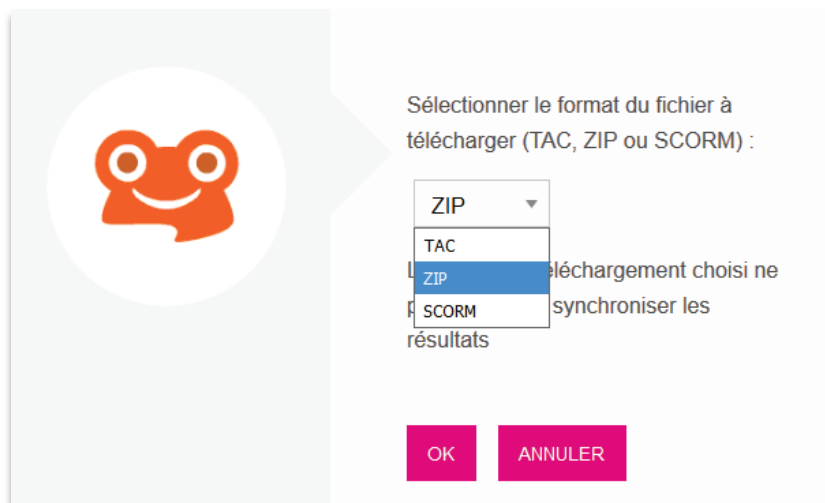 Sélectionner le format du fichier à
télécharger (TAC, ZIP ou SCORM) :
ZIP
TAC
ZIP
SCORM
éléchargement choisi ne
synchroniser les
résultats
OK
ANNULER